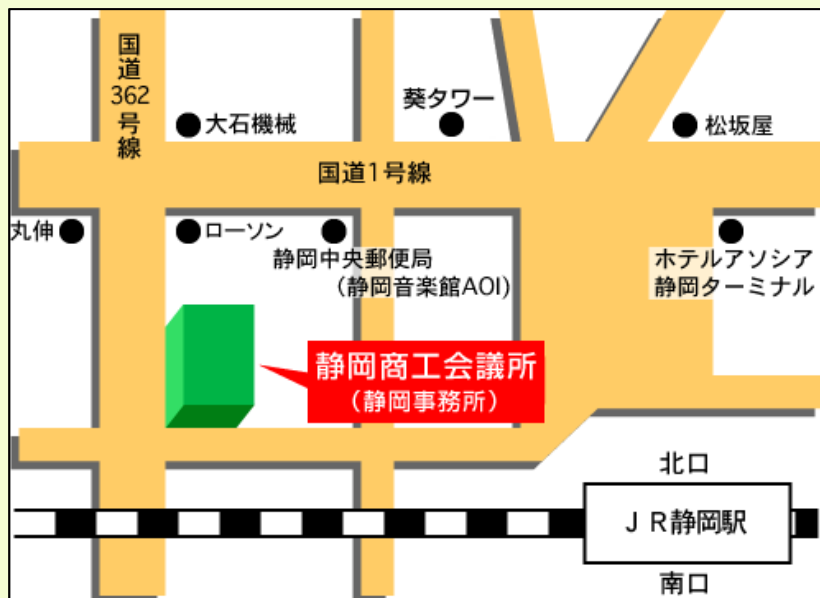 国道362号線
大石機械
葵タワー
松坂屋
国道1号線
丸伸
ローソン
静岡中央郵便局
(静岡音楽館AOI)
ホテルアソシア
静岡ターミナル
静岡商工会議所
(静岡事務所)
北口
JR静岡駅
南口